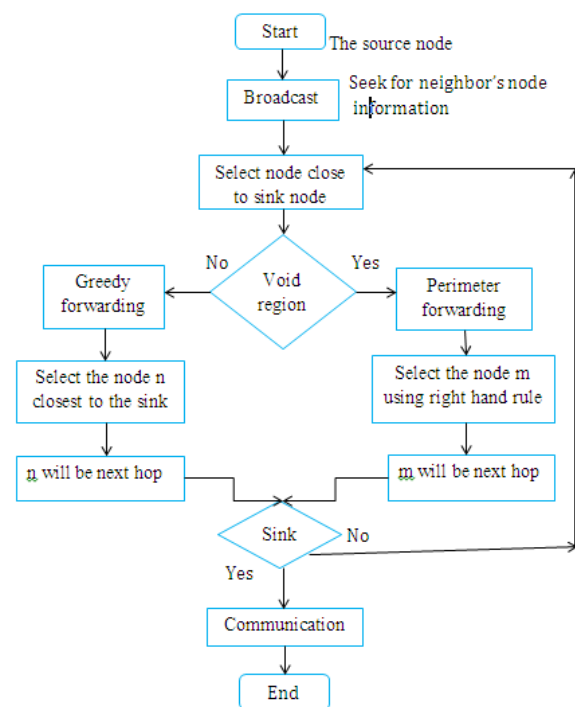 Start
The source node
Broadcast
Seek for neighbor's node
information
Select node close
to sink node
No
Void
region
Yes
Greedy
forwarding
Perimeter
forwarding
Select the node n
closest to the sink
Select the node m
using right hand rule
n will be next hop
m will be next hop
Sink
No
Yes
Communication
End